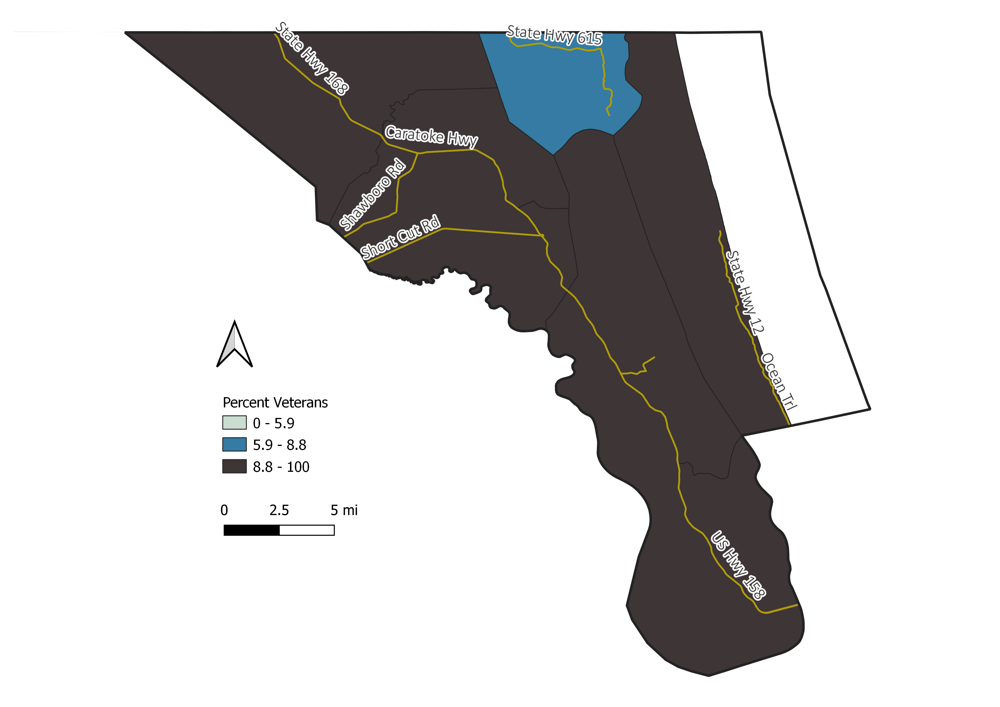 State Hwy 168
State Hwy 615
Caratoke Hwy
Shawboro Rd
Short Cut Rd
State Hwy 12
Ocean Trl
US Hwy 158
Percent Veterans
0 - 5.9
5.9 - 8.8
8.8 - 100
0 2.5 5 mi